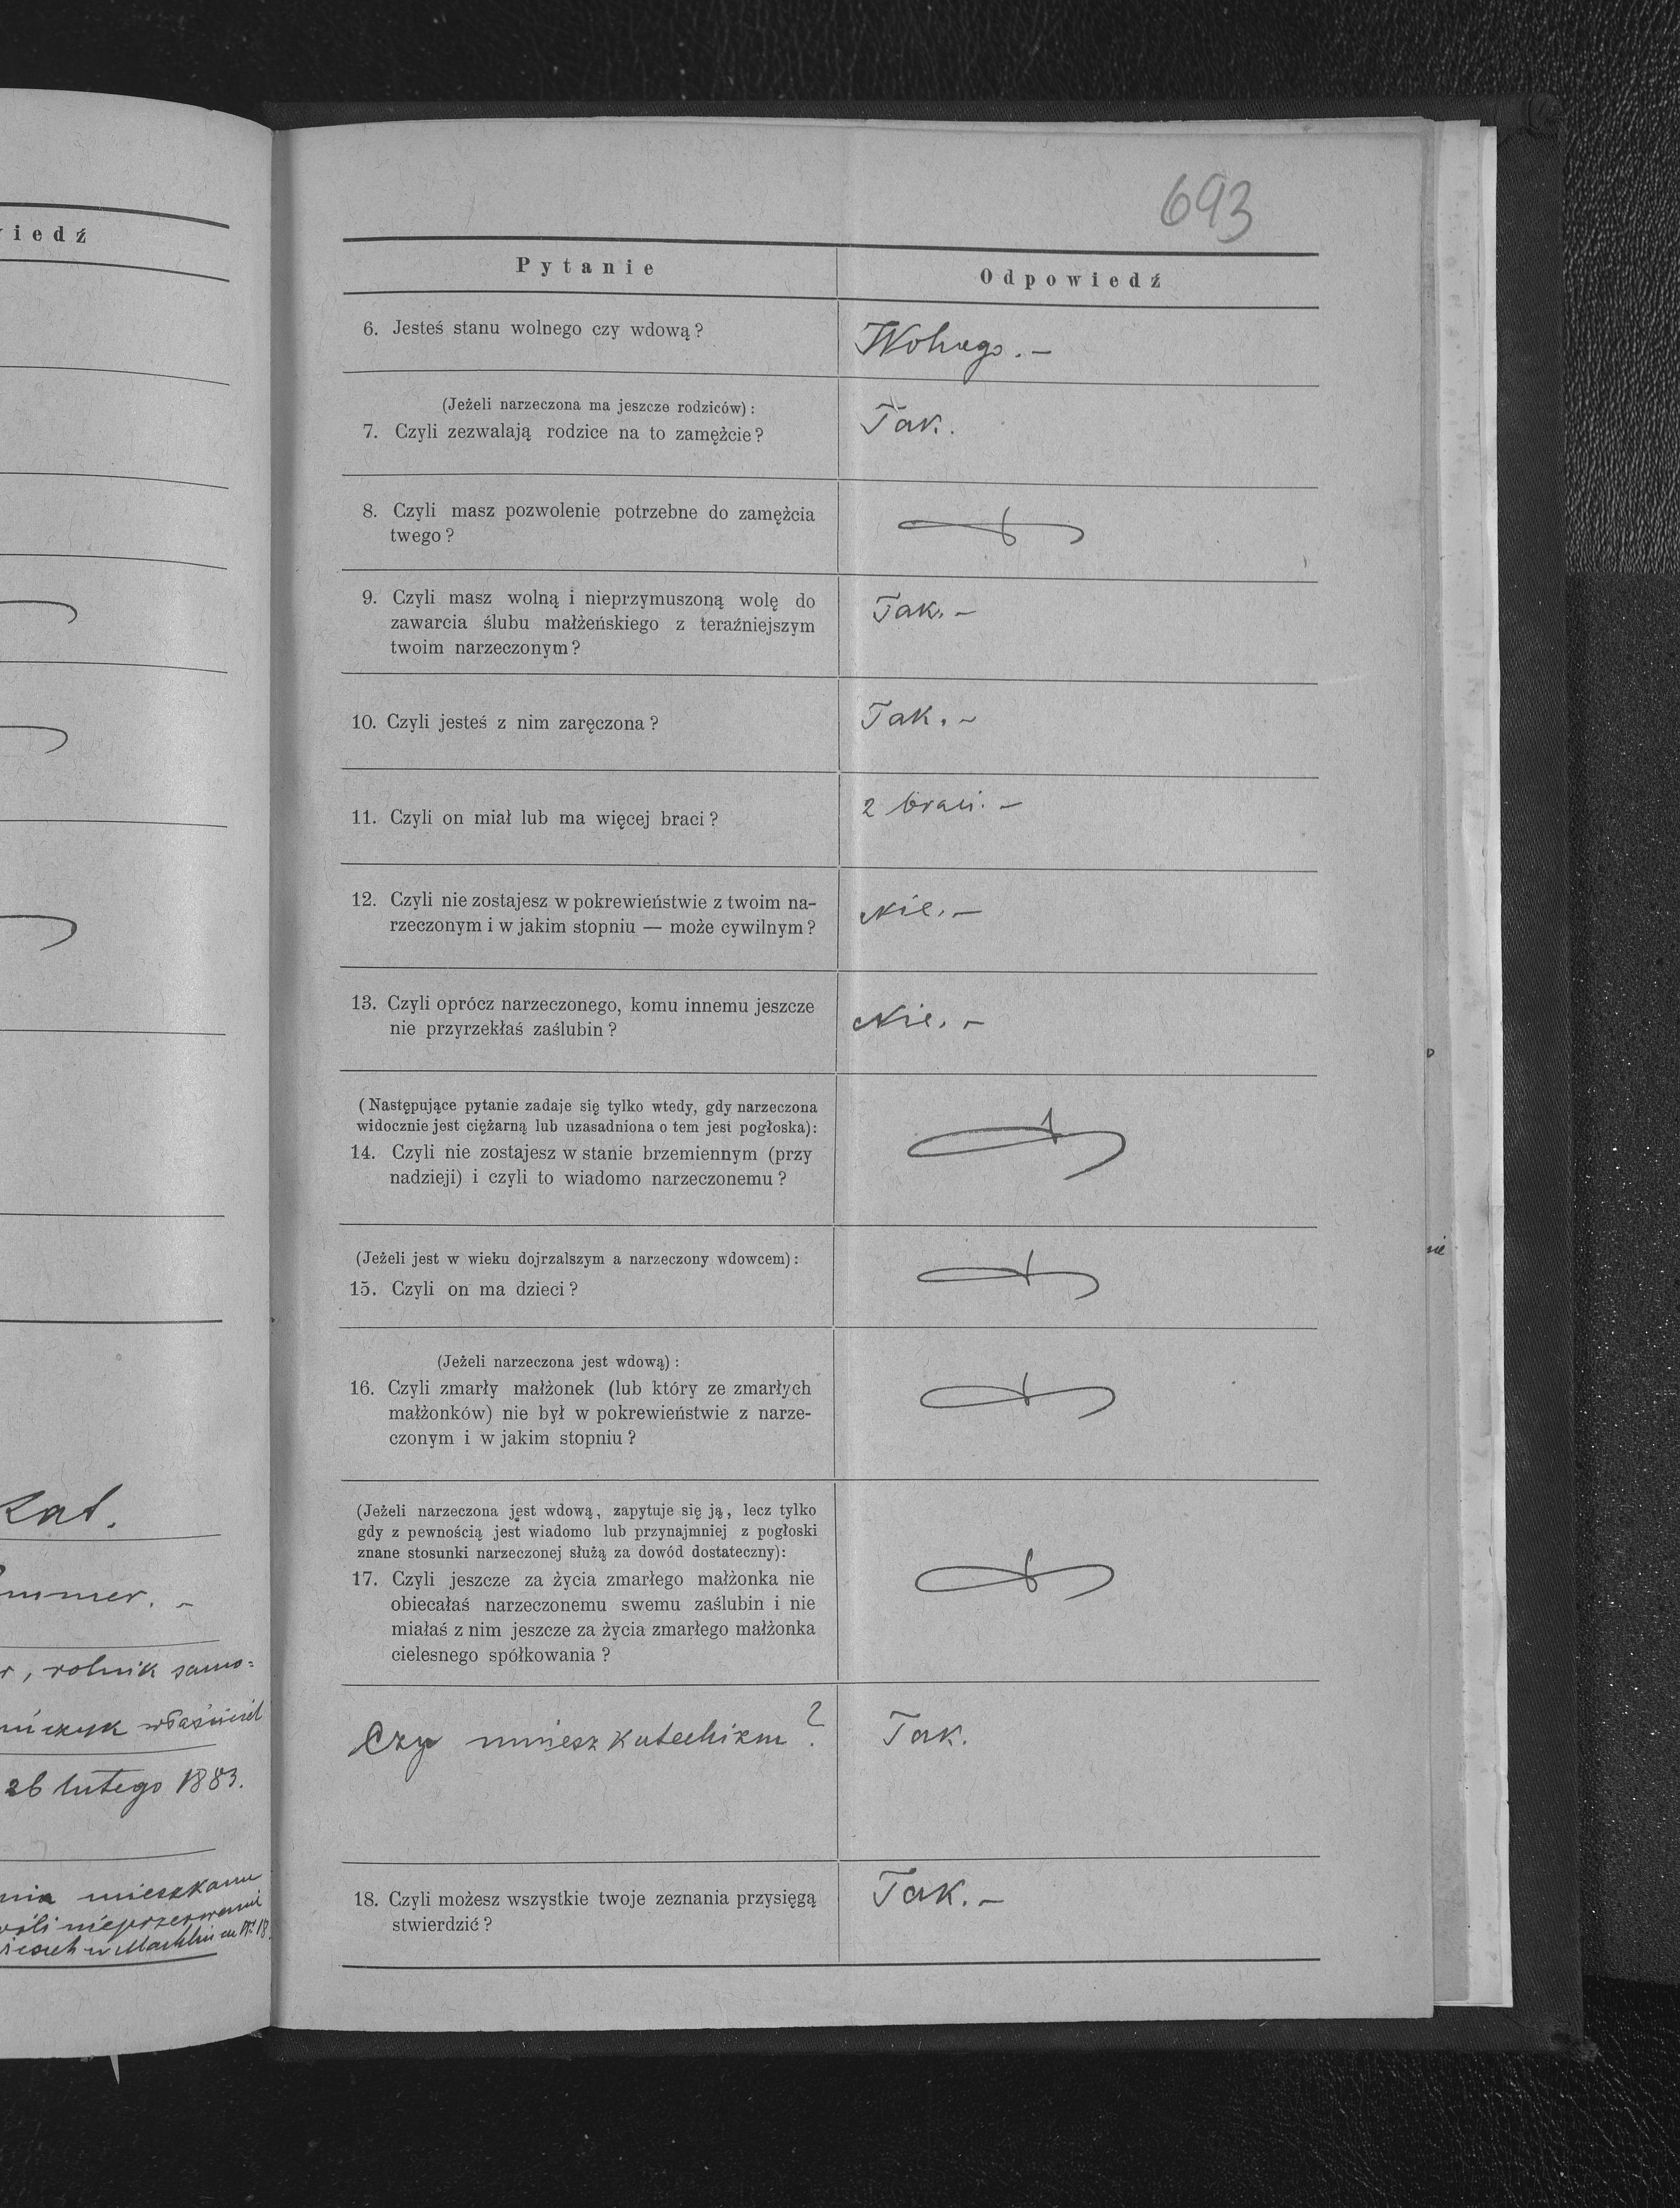 iedź
Kat.
rolnik samo=
26 lutego 1883.
693
Pytanie
Odpowiedź
6. Jesteś stanu wolnego czy wdową?
Wolnego. –
(Jeżeli narzeczona ma jeszcze rodziców):
7. Czyli zezwalają rodzice na to zamężcie?
Tak.
8. Czyli masz pozwolenie potrzebne do zamężcia
twego?
9. Czyli masz wolną i nieprzymuszoną wolę do
zawarcia ślubu małżeńskiego z teraźniejszym
twoim narzeczonym?
Tak. –
10. Czyli jesteś z nim zaręczona?
Tak. –
11. Czyli on miał lub ma więcej braci?
2 braci. –
12. Czyli nie zostajesz w pokrewieństwie z twoim na-
rzeczonym i w jakim stopniu — może cywilnym?
Nie. –
13. Czyli oprócz narzeczonego, komu innemu jeszcze
nie przyrzekłaś zaślubin?
Nie. –
(Następujące pytanie zadaje się tylko wtedy, gdy narzeczona
widocznie jest ciężarną lub uzasadniona o tem jest pogłoska):
14. Czyli nie zostajesz w stanie brzemiennym (przy
nadzieji) i czyli to wiadomo narzeczonemu?
(Jeżeli jest w wieku dojrzalszym a narzeczony wdowcem):
15. Czyli on ma dzieci?
(Jeżeli narzeczona jest wdową):
16. Czyli zmarły małżonek (lub który ze zmarłych
małżonków) nie był w pokrewieństwie z narze-
czonym i w jakim stopniu?
(Jeżeli narzeczona jest wdową, zapytuje się ją, lecz tylko
gdy z pewnością jest wiadomo lub przynajmniej z pogłoski
znane stosunki narzeczonej służą za dowód dostateczny):
17. Czyli jeszcze za życia zmarłego małżonka nie
obiecałaś narzeczonemu swemu zaślubin i nie
miałaś z nim jeszcze za życia zmarłego małżonka
cielesnego spółkowania?
Czy umiesz katechizm?
Tak.
18. Czyli możesz wszystkie twoje zeznania przysięgą
stwierdzić?
Tak. –